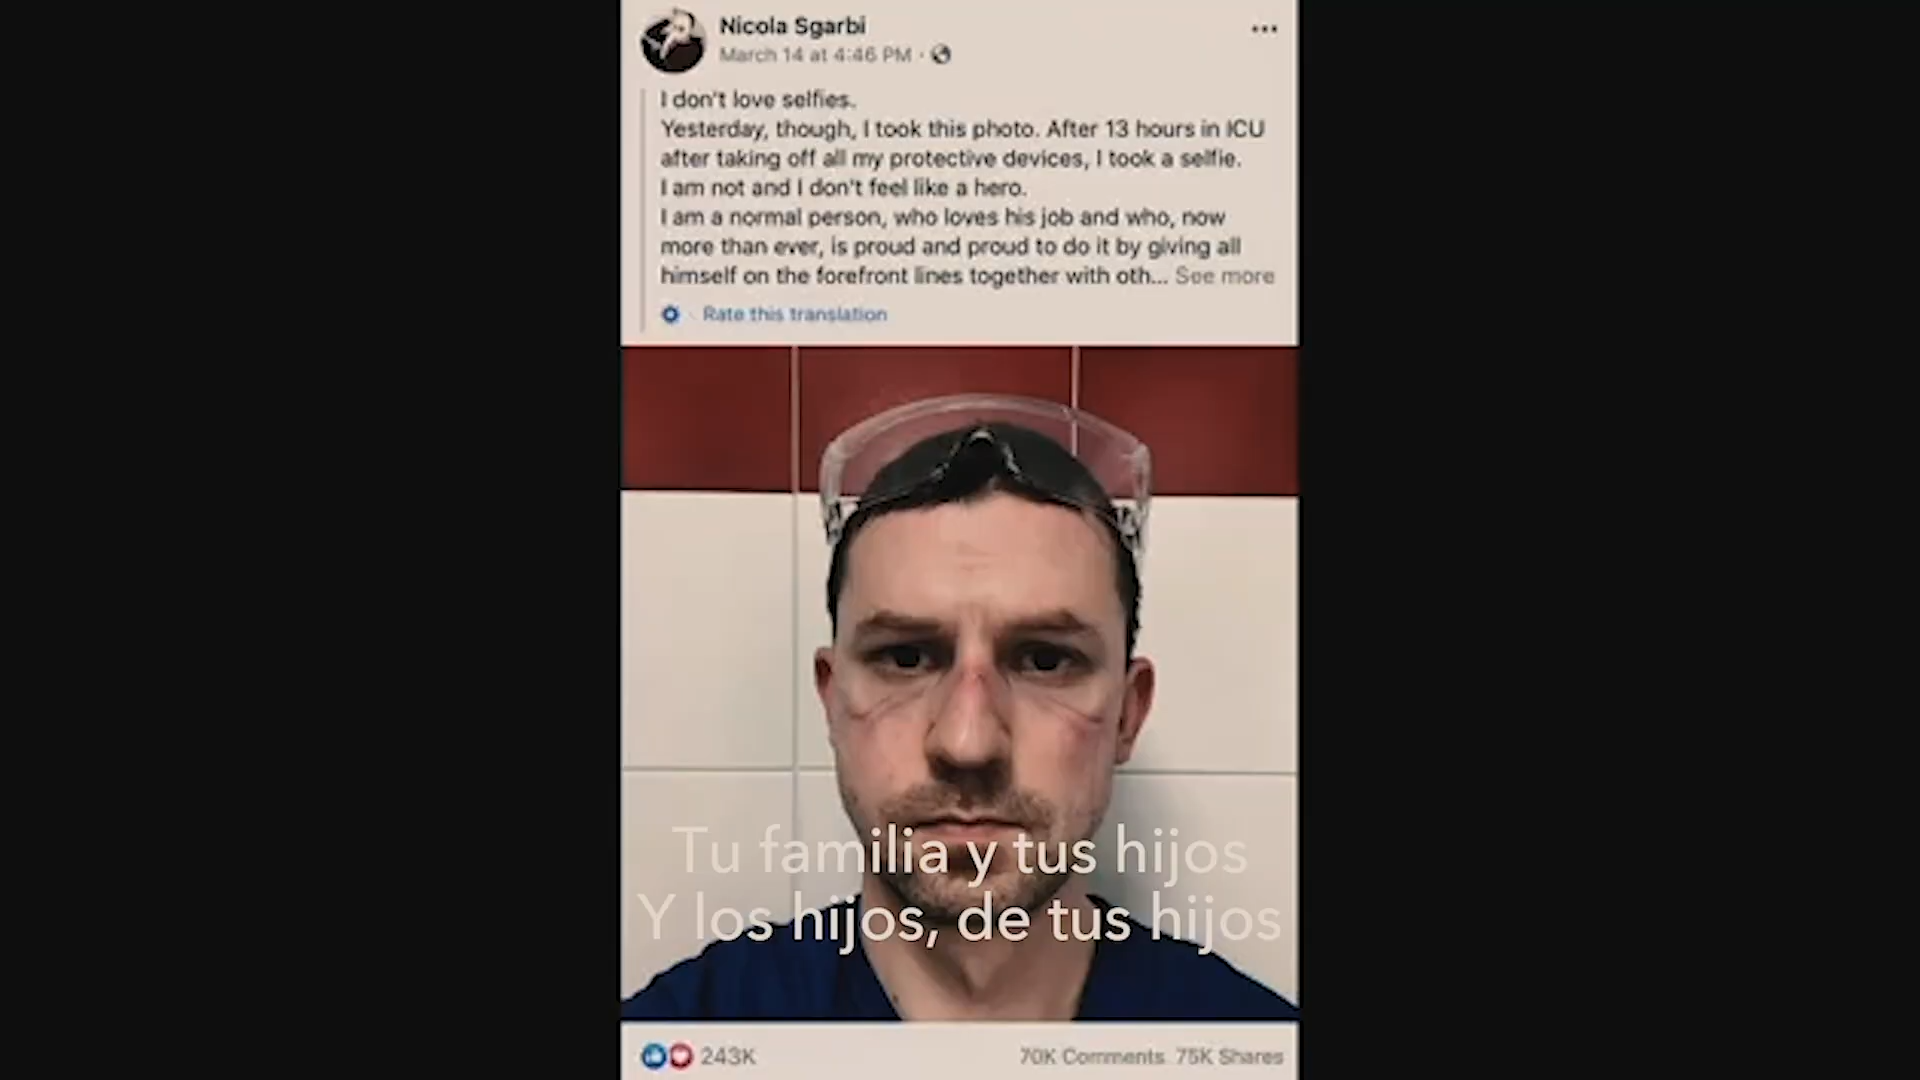 Nicola Sgarbi
March 14 at 4:46 PM ·
I don't love selfies.
Yesterday, though, I took this photo. After 13 hours in ICU
after taking off all my protective devices, I took a selfie.
I am not and I don't feel like a hero.
I am a normal person, who loves his job and who, now
more than ever, is proud and proud to do it by giving all
himself on the forefront lines together with oth... See more
· Rate this translation
Tu familia y tus hijos
Y los hijos, de tus hijos
243K
70K Comments 75K Shares